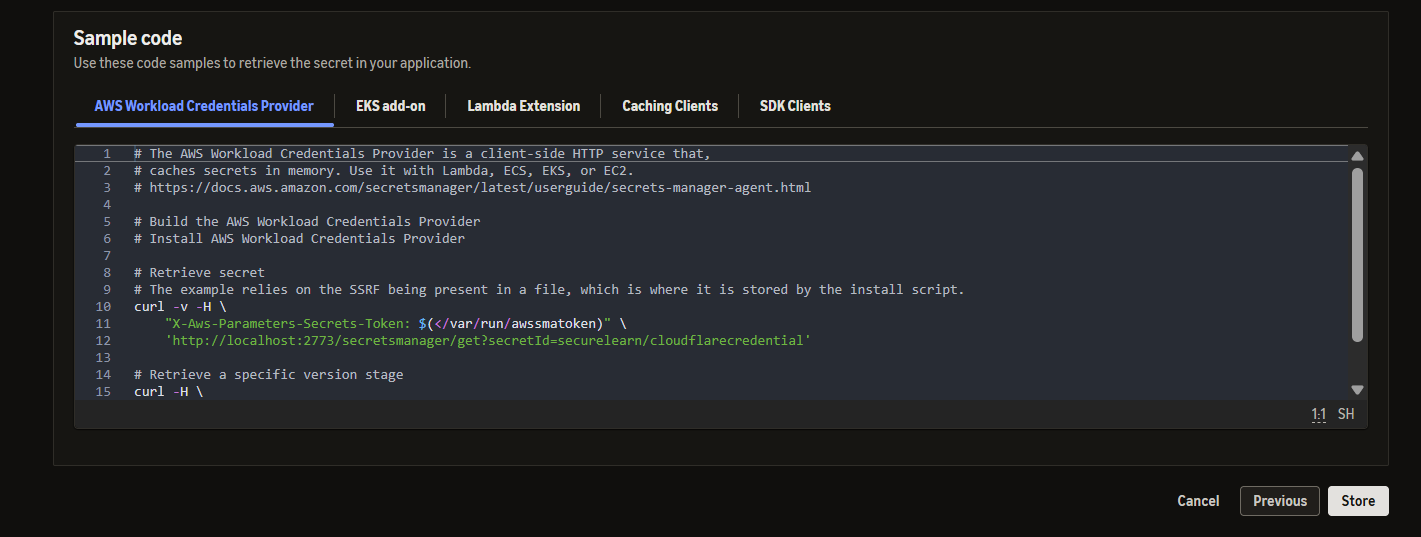 Sample code
Use these code samples to retrieve the secret in your application.
AWS Workload Credentials Provider
EKS add-on
Lambda Extension
Caching Clients
SDK Clients
1 # The AWS Workload Credentials Provider is a client-side HTTP service that,
2 # caches secrets in memory. Use it with Lambda, ECS, EKS, or EC2.
3 # https://docs.aws.amazon.com/secretsmanager/latest/userguide/secrets-manager-agent.html
4
5 # Build the AWS Workload Credentials Provider
6 # Install AWS Workload Credentials Provider
7
8 # Retrieve secret
9 # The example relies on the SSRF being present in a file, which is where it is stored by the install script.
10 curl -v -H \
11     "X-Aws-Parameters-Secrets-Token: $(</var/run/awssmatoken)" \
12     'http://localhost:2773/secretsmanager/get?secretId=securelearn/cloudflarecredential'
13
14 # Retrieve a specific version stage
15 curl -H \
1:1 SH
Cancel
Previous
Store